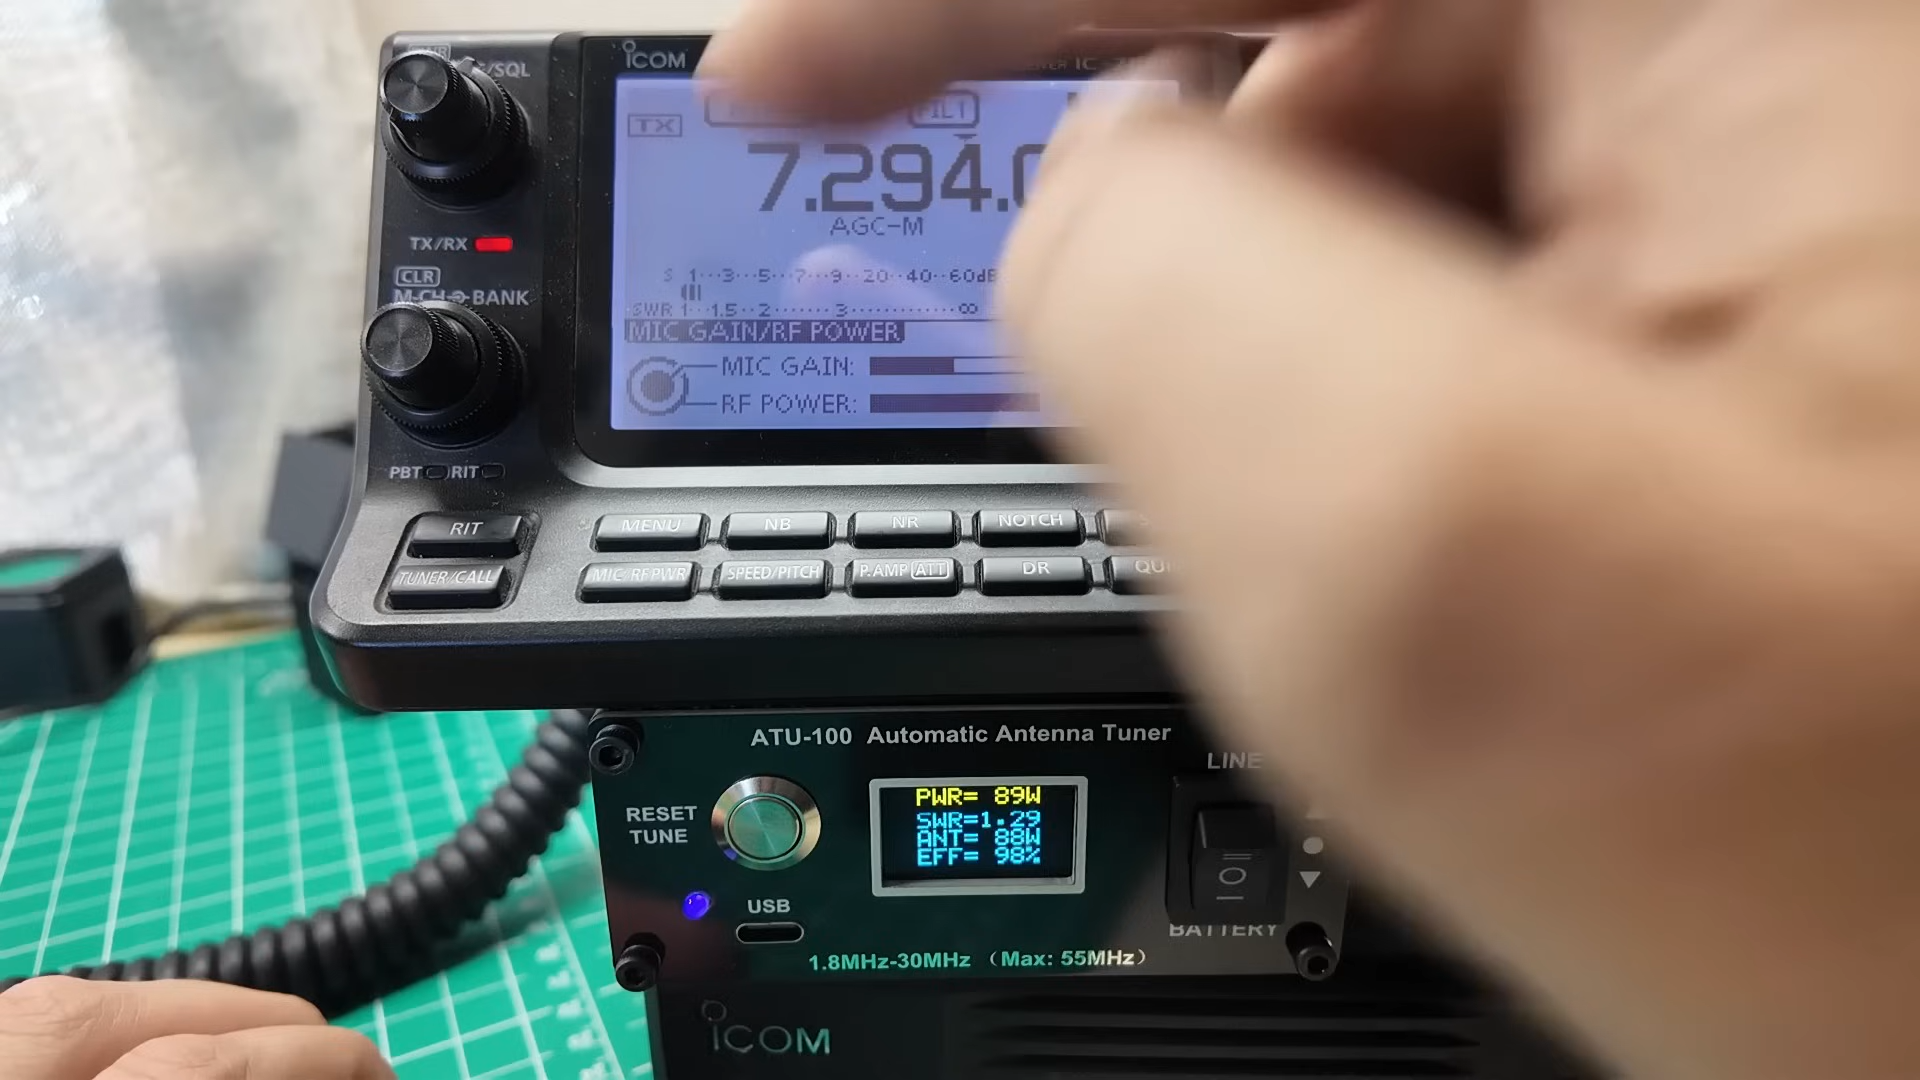 ICOM
/SQL
TX
FIL1
7.294.0
AGC-M
TX/RX
CLR
M-CH BANK
S 1···3···5···7···9··20··40··60dB
SWR 1··1.5··2·······3··········∞
MIC GAIN/RF POWER
MIC GAIN:
RF POWER:
PBT RIT
RIT
MENU
NB
NR
NOTCH
TUNER/CALL
MIC/RF PWR
SPEED/PITCH
P.AMP ATT
DR
ATU-100 Automatic Antenna Tuner
LINE
RESET
TUNE
PWR= 89W
SWR=1.29
ANT= 88W
EFF= 98%
USB
BATTERY
1.8MHz-30MHz （Max: 55MHz）
ICOM